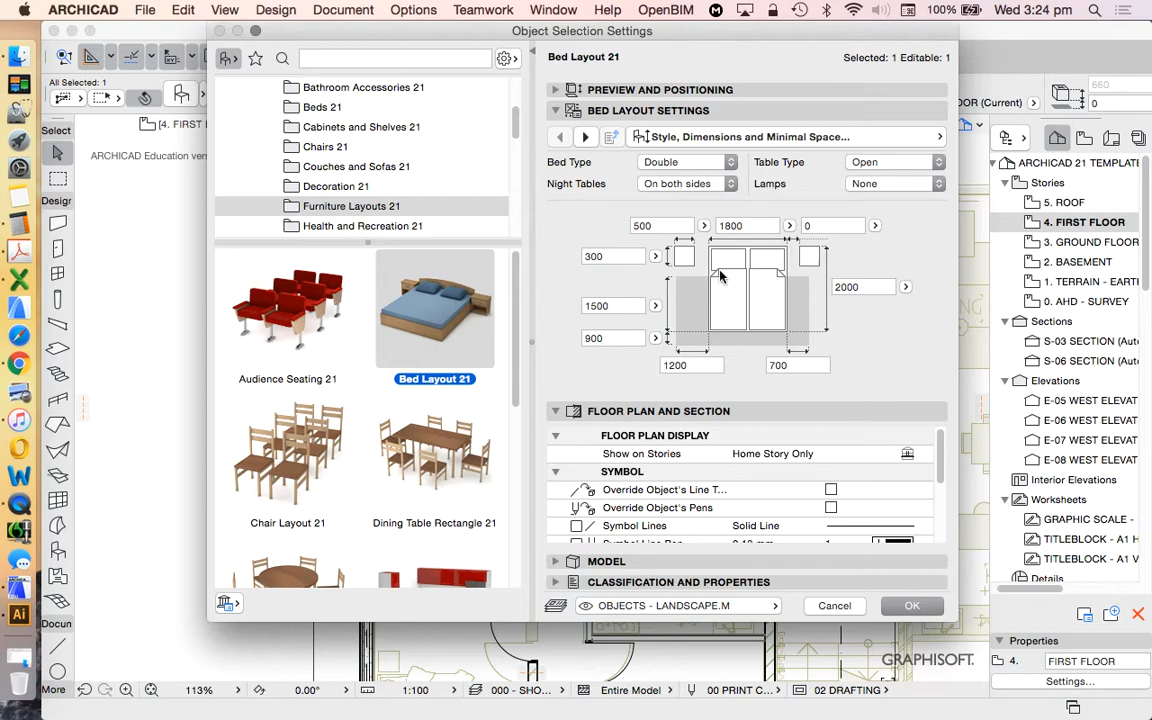 ARCHICAD File Edit View Design Document Options Teamwork Window Help OpenBIM 100% Wed 3:24 pm
Object Selection Settings
All Selected: 1
Select
Design
Docun
More
[4. FIRST F
ARCHICAD Education vers
Bathroom Accessories 21
Beds 21
Cabinets and Shelves 21
Chairs 21
Couches and Sofas 21
Decoration 21
Furniture Layouts 21
Health and Recreation 21
Audience Seating 21
Bed Layout 21
Chair Layout 21
Dining Table Rectangle 21
Bed Layout 21
Selected: 1 Editable: 1
PREVIEW AND POSITIONING
BED LAYOUT SETTINGS
Style, Dimensions and Minimal Space...
Bed Type Double Table Type Open
Night Tables On both sides Lamps None
500 1800 0
300
1500
2000
900
1200 700
FLOOR PLAN AND SECTION
FLOOR PLAN DISPLAY
Show on Stories Home Story Only
SYMBOL
Override Object's Line T...
Override Object's Pens
Symbol Lines Solid Line
MODEL
CLASSIFICATION AND PROPERTIES
OBJECTS - LANDSCAPE.M
Cancel
OK
660
0
OOR (Current)
ARCHICAD 21 TEMPLATE
Stories
5. ROOF
4. FIRST FLOOR
3. GROUND FLOOR
2. BASEMENT
1. TERRAIN - EART
0. AHD - SURVEY
Sections
S-03 SECTION (Auto
S-06 SECTION (Auto
Elevations
E-05 WEST ELEVAT
E-06 WEST ELEVAT
E-07 WEST ELEVAT
E-08 WEST ELEVAT
Interior Elevations
Worksheets
GRAPHIC SCALE -
TITLEBLOCK - A1 H
TITLEBLOCK - A1 V
Details
Properties
4. FIRST FLOOR
Settings...
GRAPHISOFT.
113% 0.00° 1:100 000 - SHO... Entire Model 00 PRINT C... 02 DRAFTING